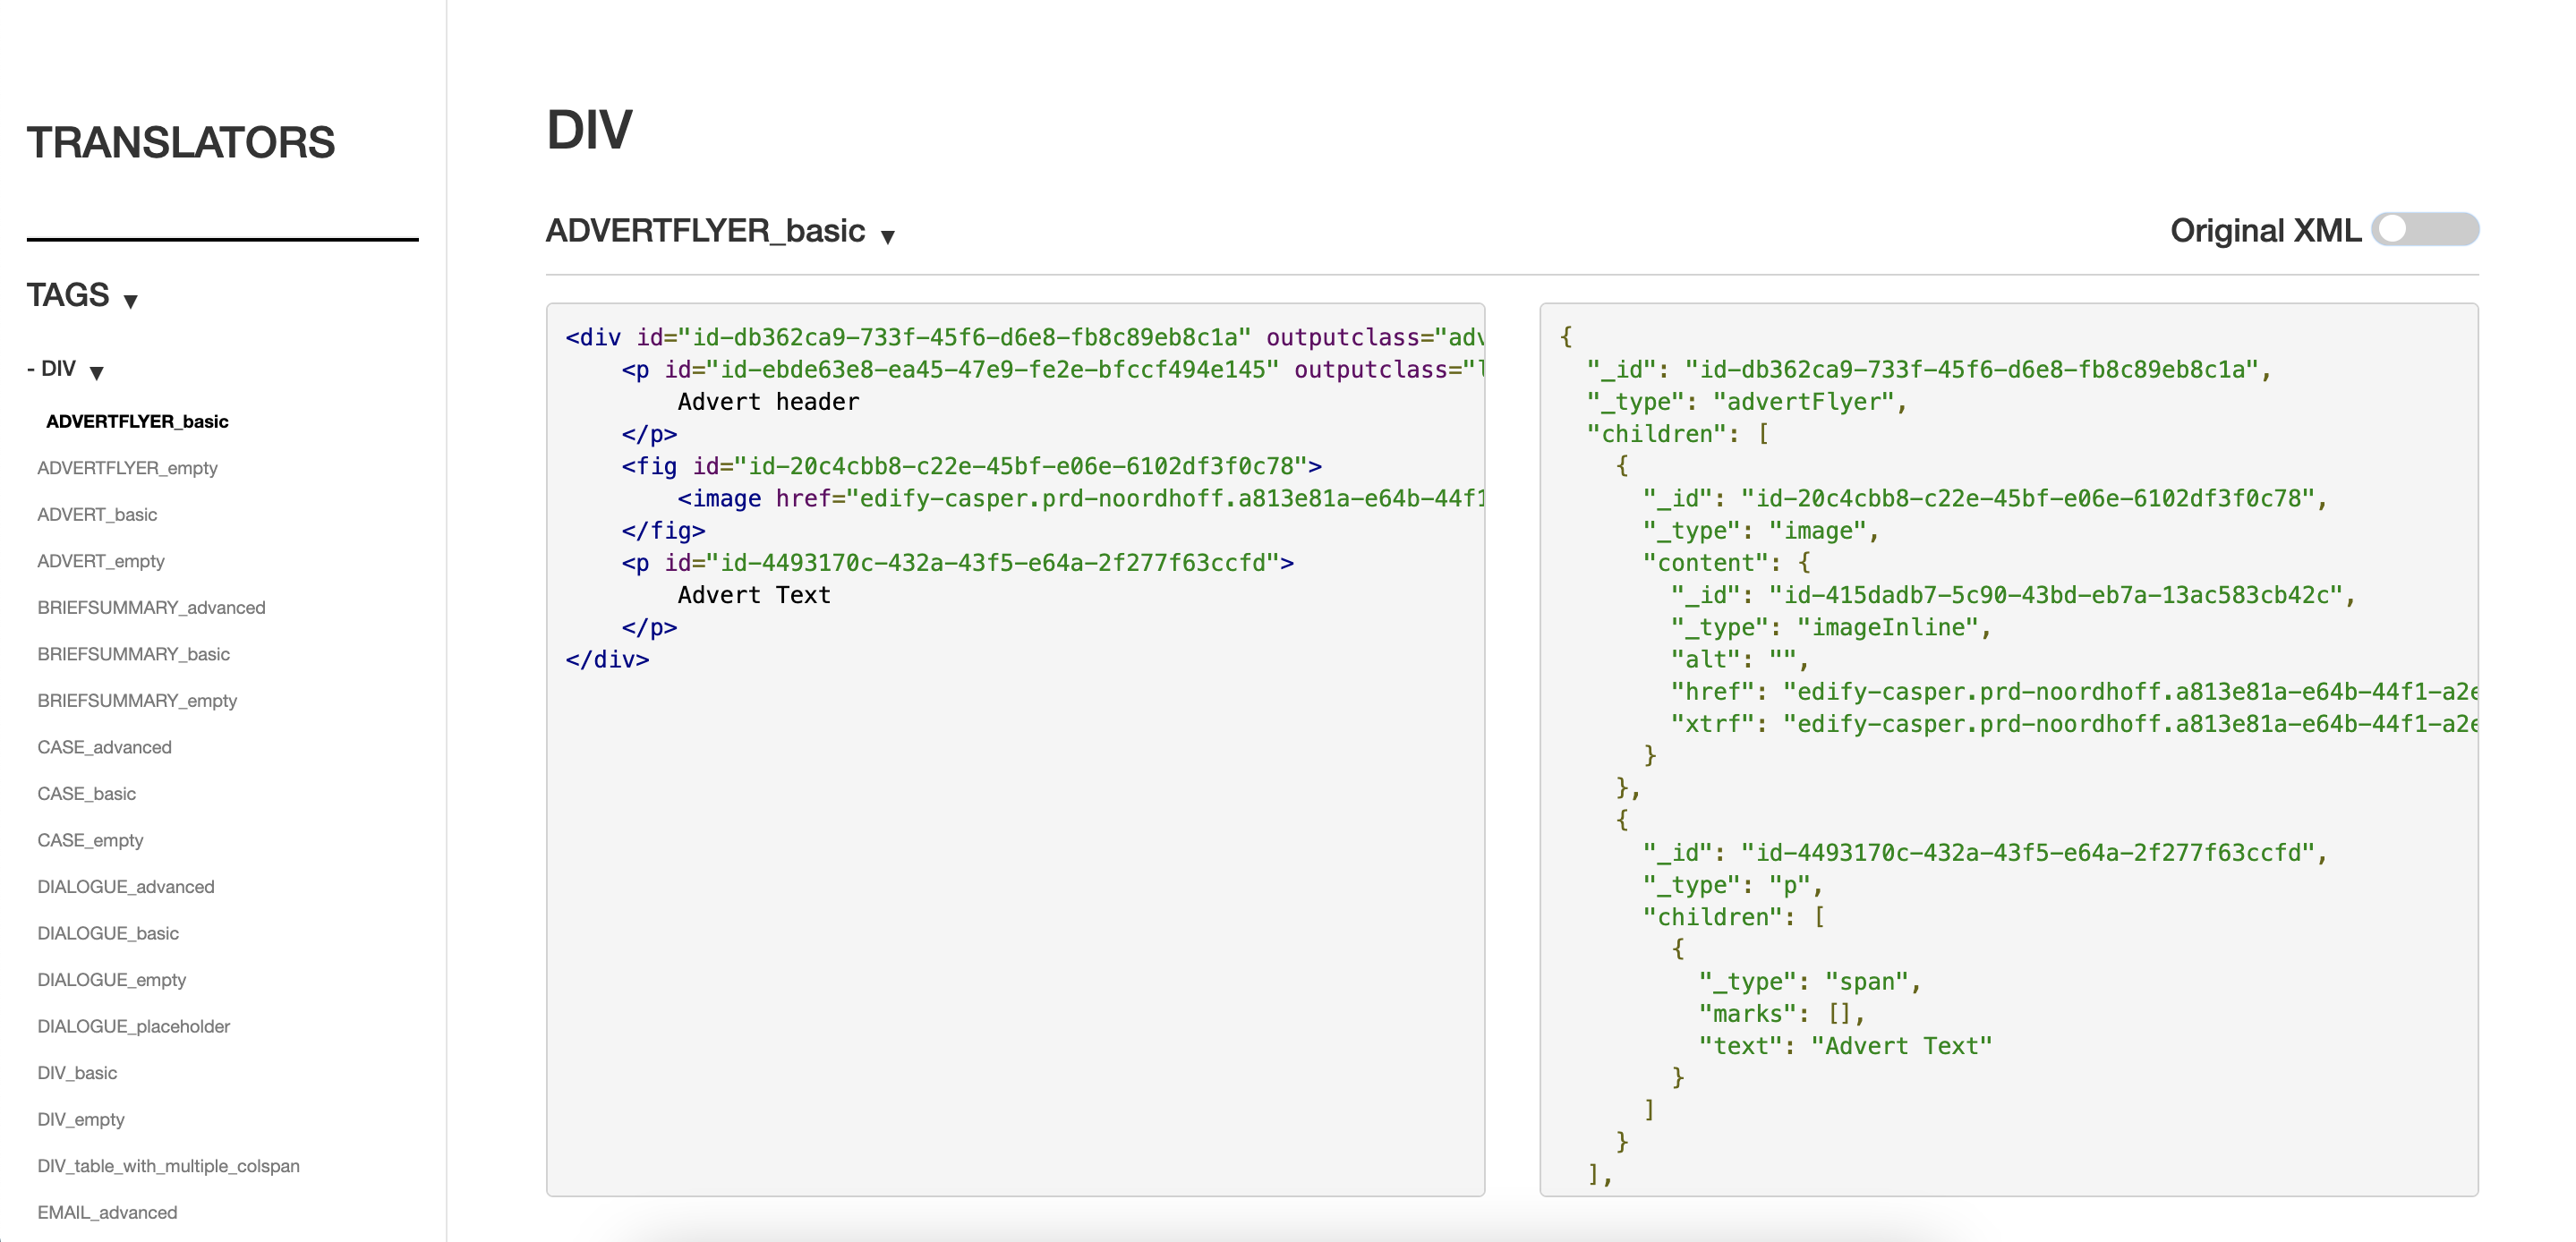 TRANSLATORS
TAGS ▼
- DIV ▼
ADVERTFLYER_basic
ADVERTFLYER_empty
ADVERT_basic
ADVERT_empty
BRIEFSUMMARY_advanced
BRIEFSUMMARY_basic
BRIEFSUMMARY_empty
CASE_advanced
CASE_basic
CASE_empty
DIALOGUE_advanced
DIALOGUE_basic
DIALOGUE_empty
DIALOGUE_placeholder
DIV_basic
DIV_empty
DIV_table_with_multiple_colspan
EMAIL_advanced
DIV
ADVERTFLYER_basic ▼
Original XML
<div id="id-db362ca9-733f-45f6-d6e8-fb8c89eb8c1a" outputclass="adv
<p id="id-ebde63e8-ea45-47e9-fe2e-bfccf494e145" outputclass="l
Advert header
</p>
<fig id="id-20c4cbb8-c22e-45bf-e06e-6102df3f0c78">
<image href="edify-casper.prd-noordhoff.a813e81a-e64b-44f1
</fig>
<p id="id-4493170c-432a-43f5-e64a-2f277f63ccfd">
Advert Text
</p>
</div>
{
"_id": "id-db362ca9-733f-45f6-d6e8-fb8c89eb8c1a",
"_type": "advertFlyer",
"children": [
{
"_id": "id-20c4cbb8-c22e-45bf-e06e-6102df3f0c78",
"_type": "image",
"content": {
"_id": "id-415dadb7-5c90-43bd-eb7a-13ac583cb42c",
"_type": "imageInline",
"alt": "",
"href": "edify-casper.prd-noordhoff.a813e81a-e64b-44f1-a2e
"xtrf": "edify-casper.prd-noordhoff.a813e81a-e64b-44f1-a2e
}
},
{
"_id": "id-4493170c-432a-43f5-e64a-2f277f63ccfd",
"_type": "p",
"children": [
{
"_type": "span",
"marks": [],
"text": "Advert Text"
}
]
}
],